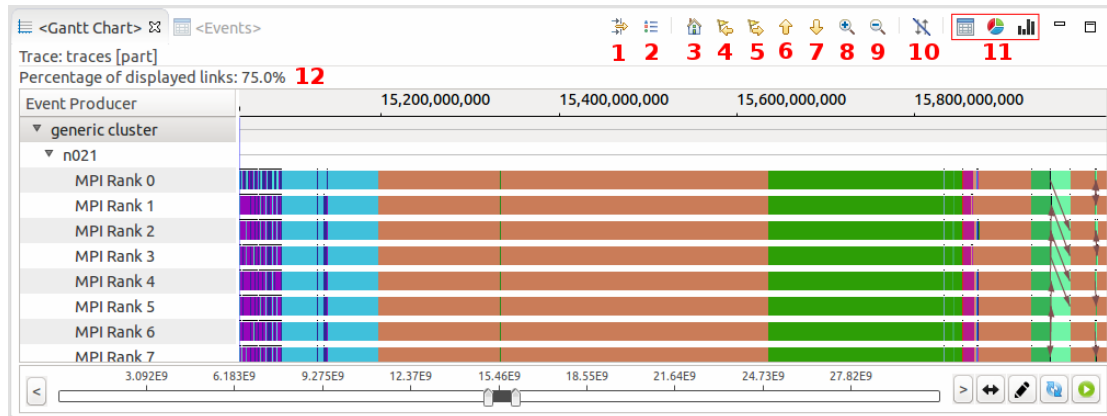 <Gantt Chart> <Events>
1 2 3 4 5 6 7 8 9 10 11
Trace: traces [part]
Percentage of displayed links: 75.0% 12
Event Producer 15,200,000,000 15,400,000,000 15,600,000,000 15,800,000,000
generic cluster
n021
MPI Rank 0
MPI Rank 1
MPI Rank 2
MPI Rank 3
MPI Rank 4
MPI Rank 5
MPI Rank 6
MPI Rank 7
3.092E9 6.183E9 9.275E9 12.37E9 15.46E9 18.55E9 21.64E9 24.73E9 27.82E9
< >